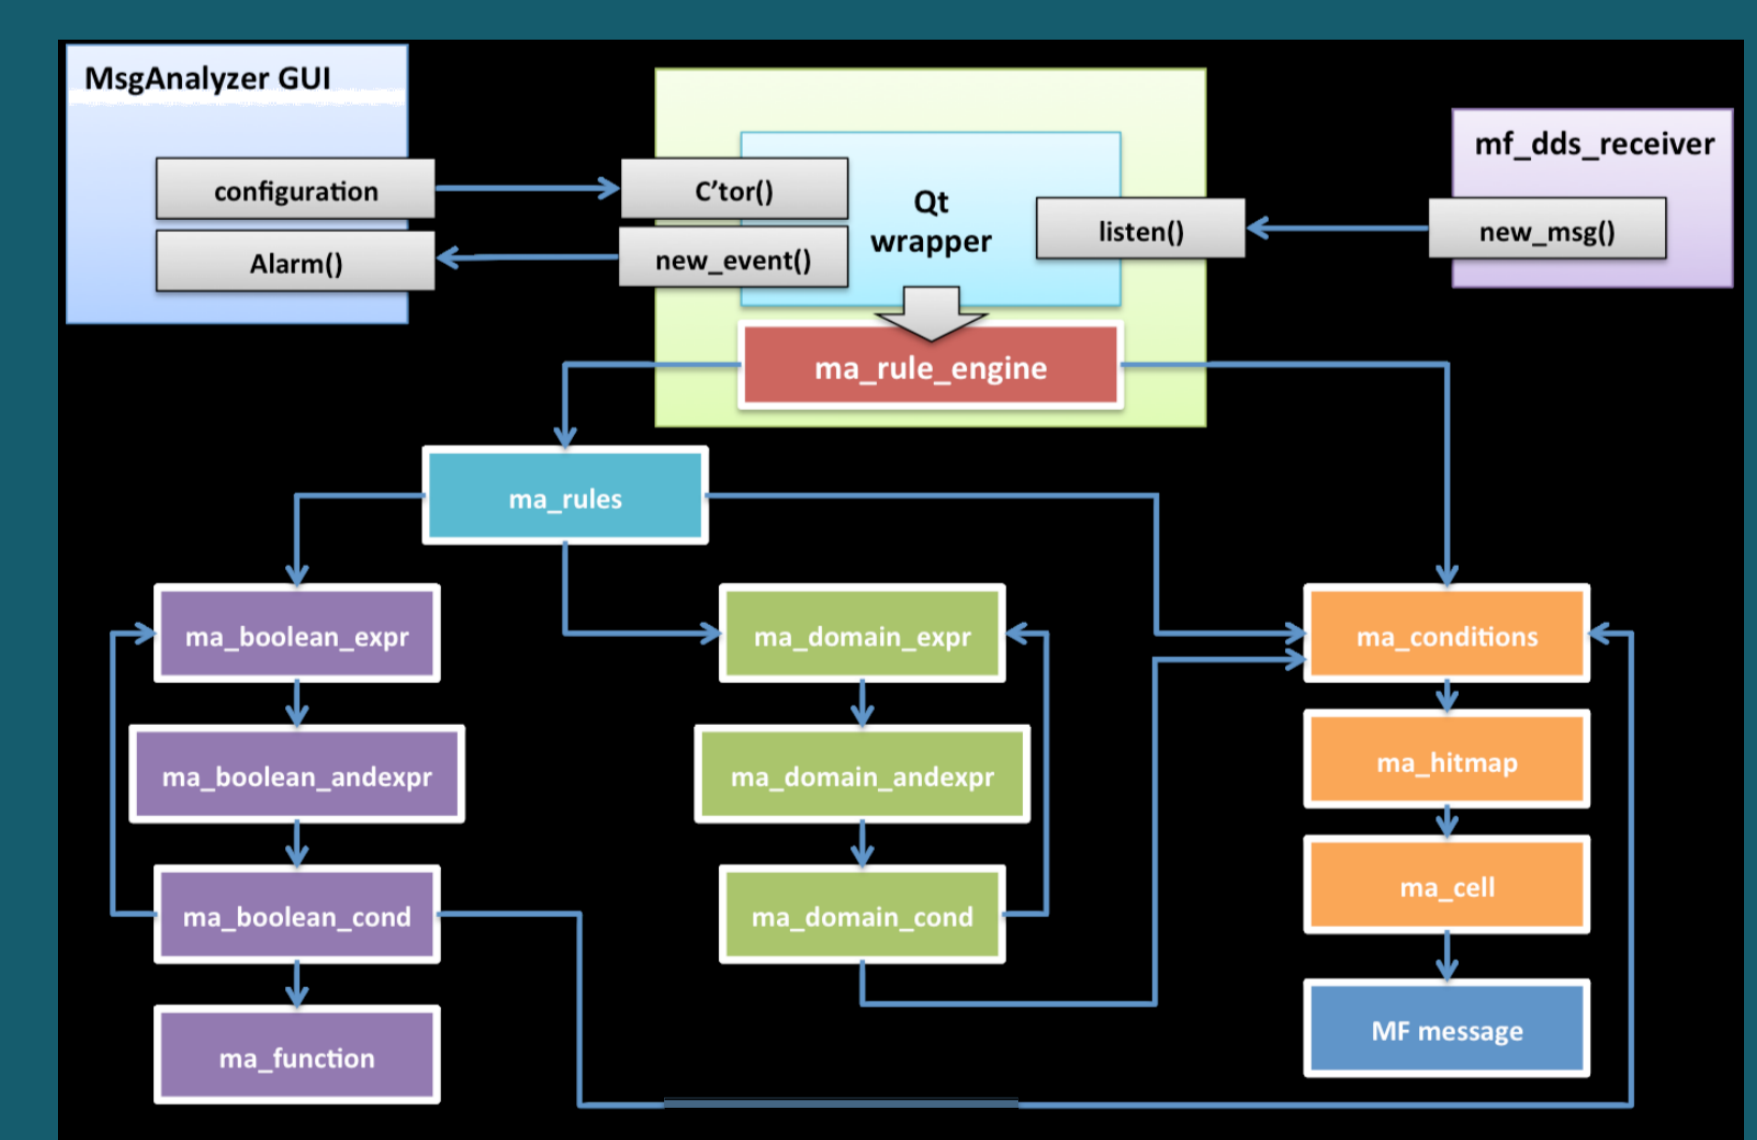 MsgAnalyzer GUI
configuration
Alarm()
C'tor()
new_event()
Qt
wrapper
listen()
mf_dds_receiver
new_msg()
ma_rule_engine
ma_rules
ma_boolean_expr
ma_domain_expr
ma_conditions
ma_boolean_andexpr
ma_domain_andexpr
ma_hitmap
ma_boolean_cond
ma_domain_cond
ma_cell
ma_function
MF message